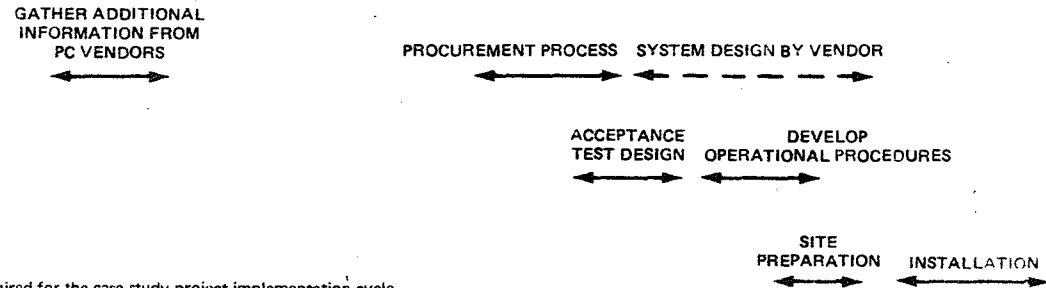 GATHER ADDITIONAL
INFORMATION FROM
PC VENDORS
PROCUREMENT PROCESS
SYSTEM DESIGN BY VENDOR
ACCEPTANCE
TEST DESIGN
DEVELOP
OPERATIONAL PROCEDURES
SITE
PREPARATION
INSTALLATION
for the case study project implementation cycle